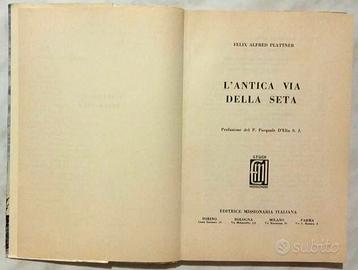 FELIX ALFRED PLATTNER
L'ANTICA VIA
DELLA SETA
Prefazione del P. Pasquale D'Elia S. J.
EDITRICE MISSIONARIA ITALIANA
TORINO BOLOGNA MILANO PARMA
subito